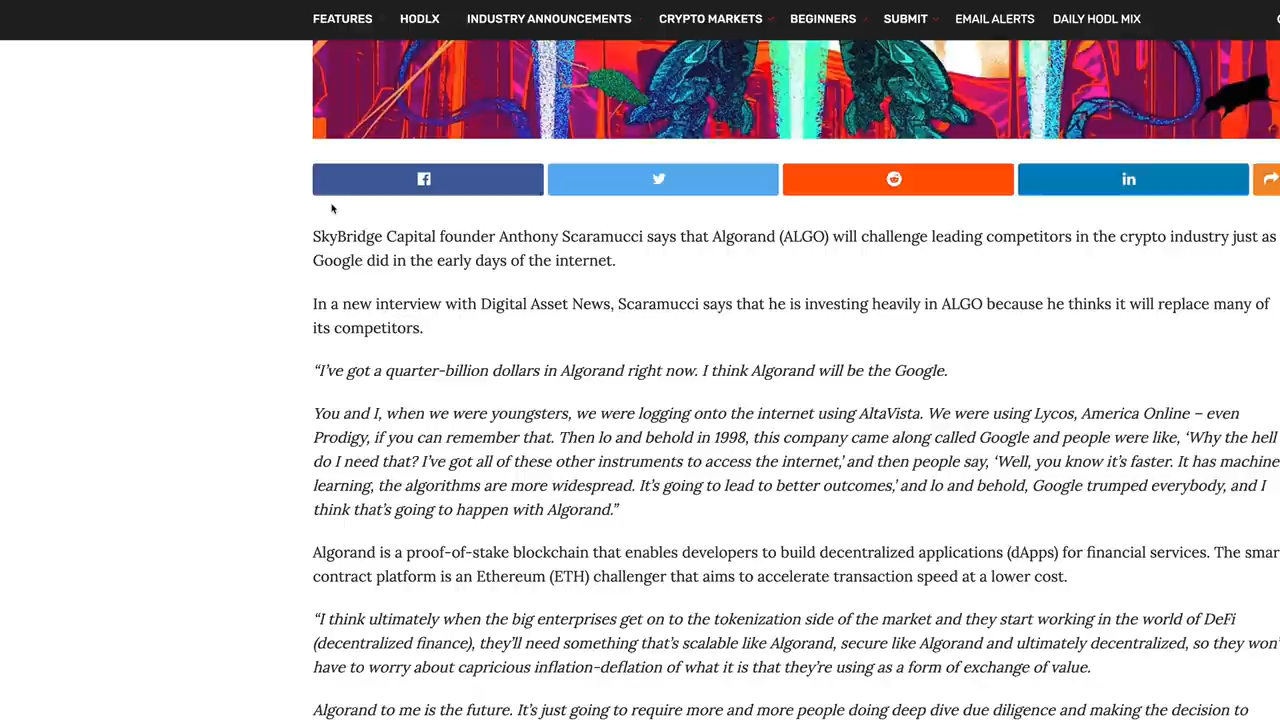 FEATURES HODLX INDUSTRY ANNOUNCEMENTS CRYPTO MARKETS BEGINNERS SUBMIT EMAIL ALERTS DAILY HODL MIX
SkyBridge Capital founder Anthony Scaramucci says that Algorand (ALGO) will challenge leading competitors in the crypto industry just as
Google did in the early days of the internet.
In a new interview with Digital Asset News, Scaramucci says that he is investing heavily in ALGO because he thinks it will replace many of
its competitors.
“I’ve got a quarter-billion dollars in Algorand right now. I think Algorand will be the Google.
You and I, when we were youngsters, we were logging onto the internet using AltaVista. We were using Lycos, America Online – even
Prodigy, if you can remember that. Then lo and behold in 1998, this company came along called Google and people were like, ‘Why the hell
do I need that? I’ve got all of these other instruments to access the internet,’ and then people say, ‘Well, you know it’s faster. It has machine
learning, the algorithms are more widespread. It’s going to lead to better outcomes,’ and lo and behold, Google trumped everybody, and I
think that’s going to happen with Algorand.”
Algorand is a proof-of-stake blockchain that enables developers to build decentralized applications (dApps) for financial services. The smar
contract platform is an Ethereum (ETH) challenger that aims to accelerate transaction speed at a lower cost.
“I think ultimately when the big enterprises get on to the tokenization side of the market and they start working in the world of DeFi
(decentralized finance), they’ll need something that’s scalable like Algorand, secure like Algorand and ultimately decentralized, so they won’
have to worry about capricious inflation-deflation of what it is that they’re using as a form of exchange of value.
Algorand to me is the future. It’s just going to require more and more people doing deep dive due diligence and making the decision to